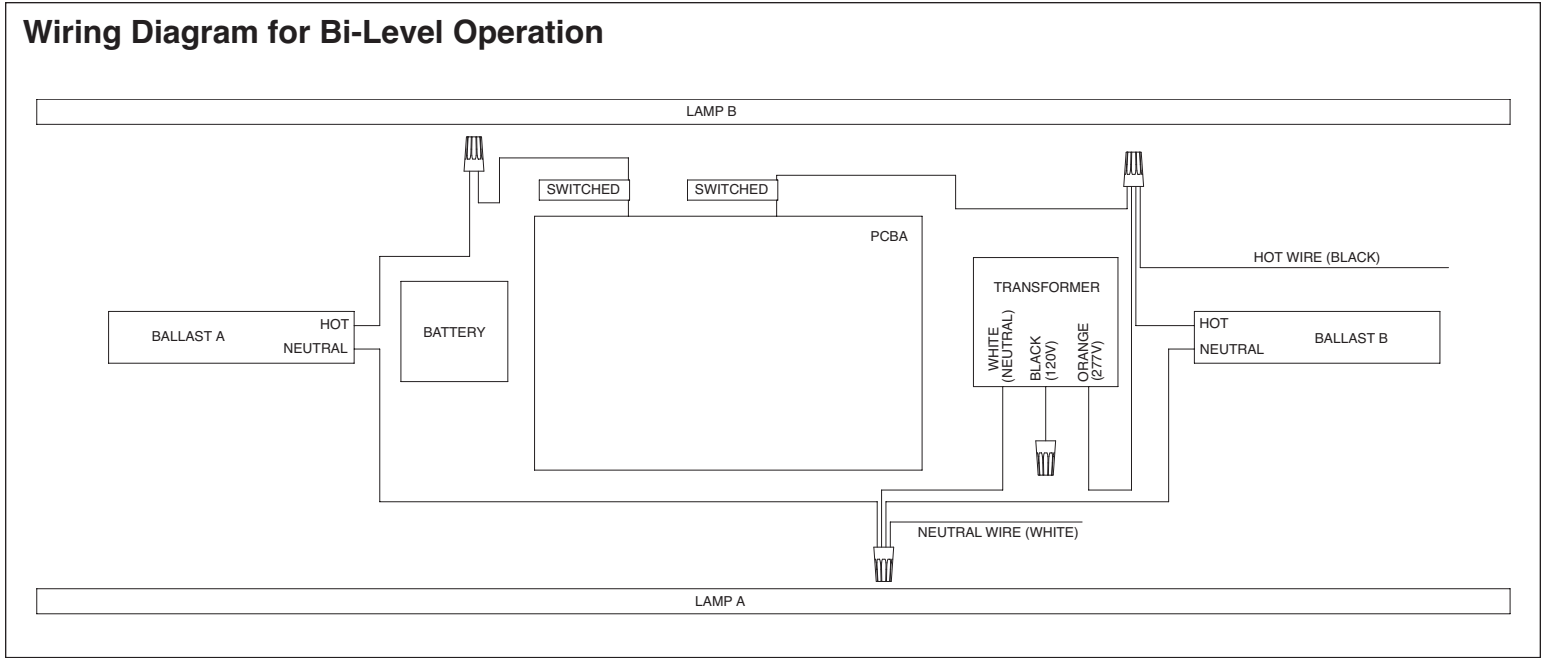 Wiring Diagram for Bi-Level Operation
LAMP B
SWITCHED
SWITCHED
PCBA
HOT WIRE (BLACK)
TRANSFORMER
WHITE
(NEUTRAL)
BLACK
(120V)
ORANGE
(277V)
BALLAST A
HOT
NEUTRAL
BATTERY
HOT
NEUTRAL
BALLAST B
NEUTRAL WIRE (WHITE)
LAMP A